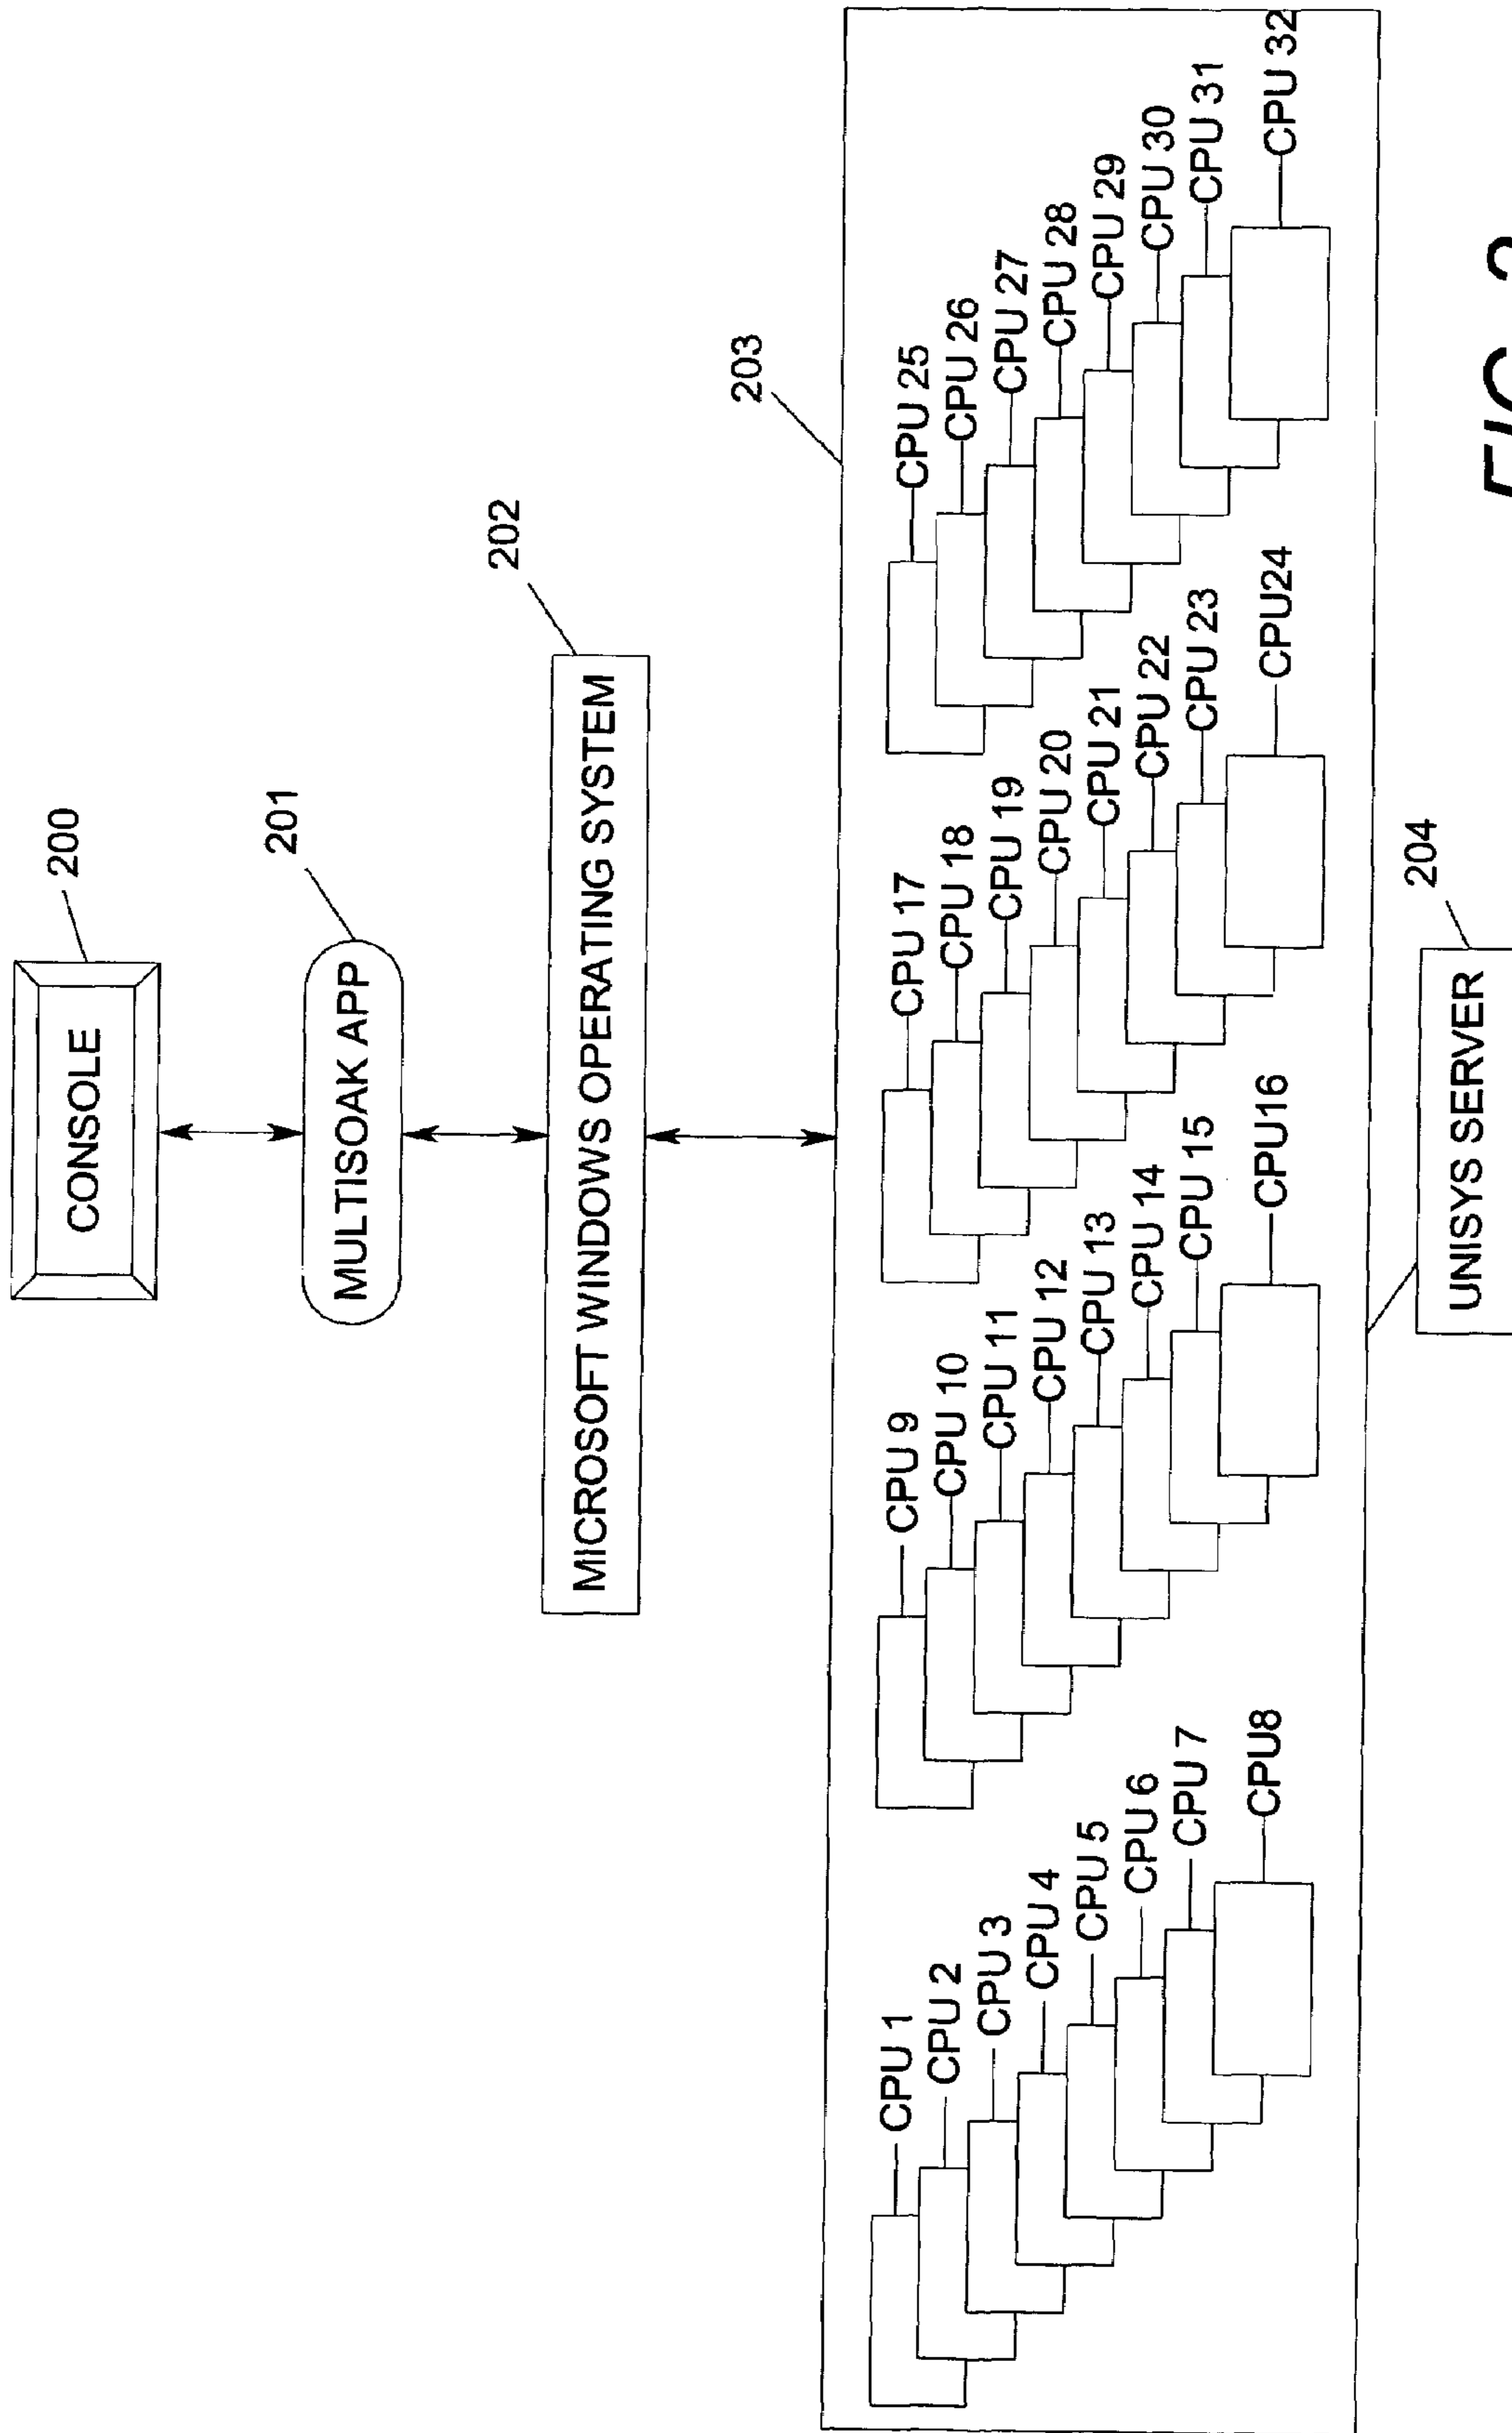 200
CONSOLE
201
MULTISOAK APP
202
MICROSOFT WINDOWS OPERATING SYSTEM
203
CPU 1
CPU 2
CPU 3
CPU 4
CPU 5
CPU 6
CPU 7
CPU8
CPU 9
CPU 10
CPU 11
CPU 12
CPU 13
CPU 14
CPU 15
CPU16
CPU 17
CPU 18
CPU 19
CPU 20
CPU 21
CPU 22
CPU 23
CPU24
CPU 25
CPU 26
CPU 27
CPU 28
CPU 29
CPU 30
CPU 31
CPU 32
204
UNISYS SERVER